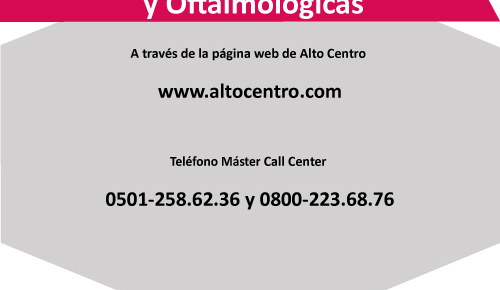 y Oftalmológicas
A través de la página web de Alto Centro
www.altocentro.com
Teléfono Máster Call Center
0501-258.62.36 y 0800-223.68.76